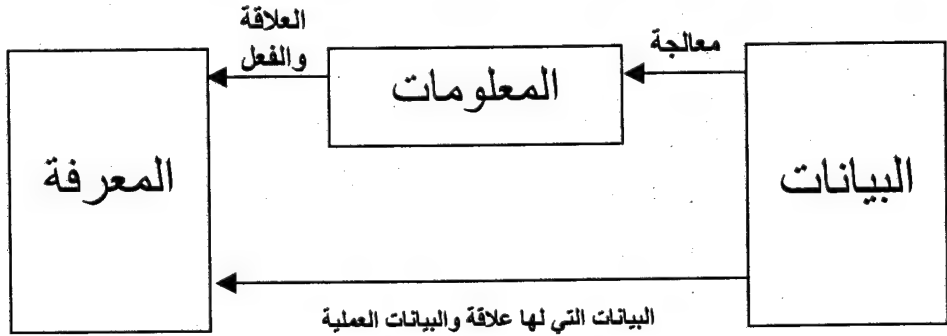 العلاقة
والفعل
معالجة
البيانات
المعلومات
المعرفة
البيانات التي لها علاقة والبيانات العملية